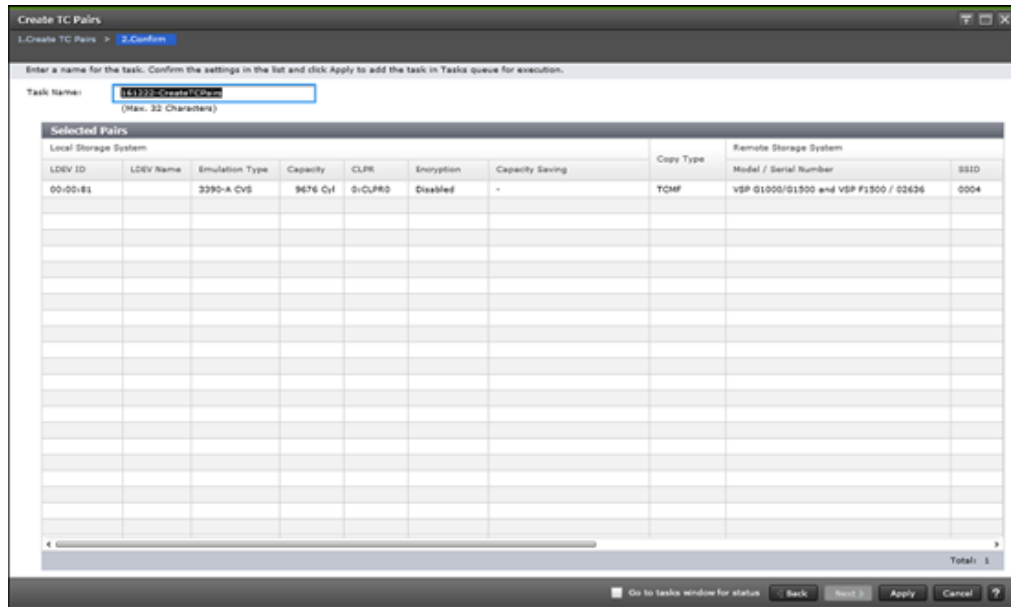 Create TC Pairs
1.Create TC Pairs > 2.Confirm
Enter a name for the task. Confirm the settings in the list and click Apply to add the task in Tasks queue for execution.
Task Name: 161222-CreateTCPairs
(Max. 32 Characters)
Selected Pairs
Local Storage System Copy Type Remote Storage System
LDEV ID LDEV Name Emulation Type Capacity CLPR Encryption Capacity Saving Model / Serial Number SSID
00:00:81 3390-A CVS 9676 Cyl 0:CLPR0 Disabled - TCMF VSP G1000/G1500 and VSP F1500 / 02636 0004
Total: 1
Go to tasks window for status Back Next Apply Cancel ?